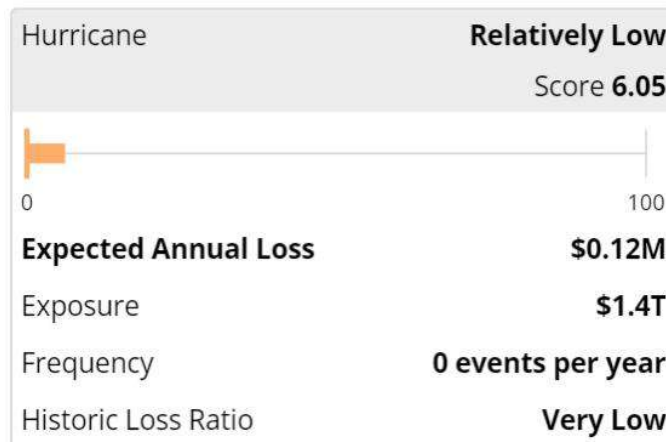 Hurricane Relatively Low
Score 6.05
0 100
Expected Annual Loss $0.12M
Exposure $1.4T
Frequency 0 events per year
Historic Loss Ratio Very Low